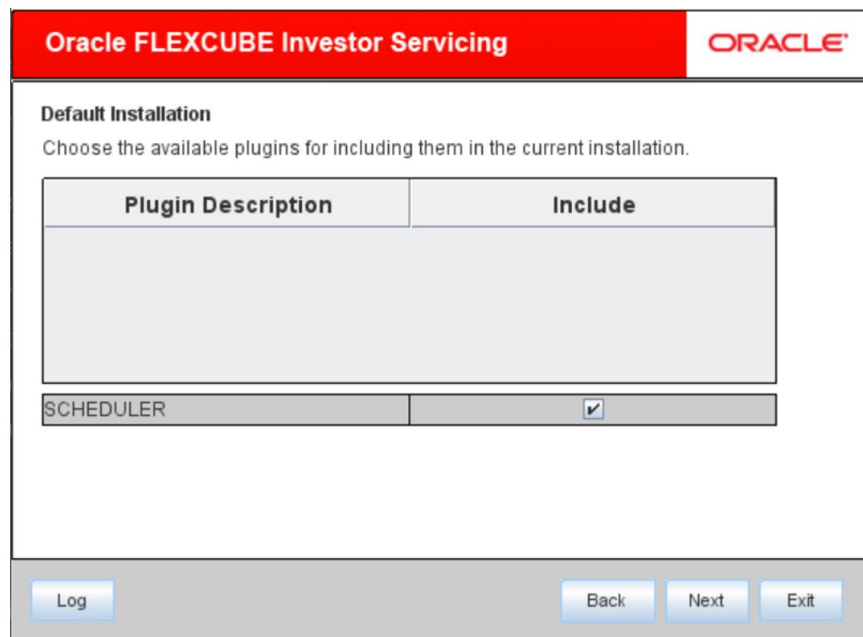 Oracle FLEXCUBE Investor Servicing
ORACLE
Default Installation
Choose the available plugins for including them in the current installation.
Plugin Description Include
SCHEDULER
Log Back Next Exit